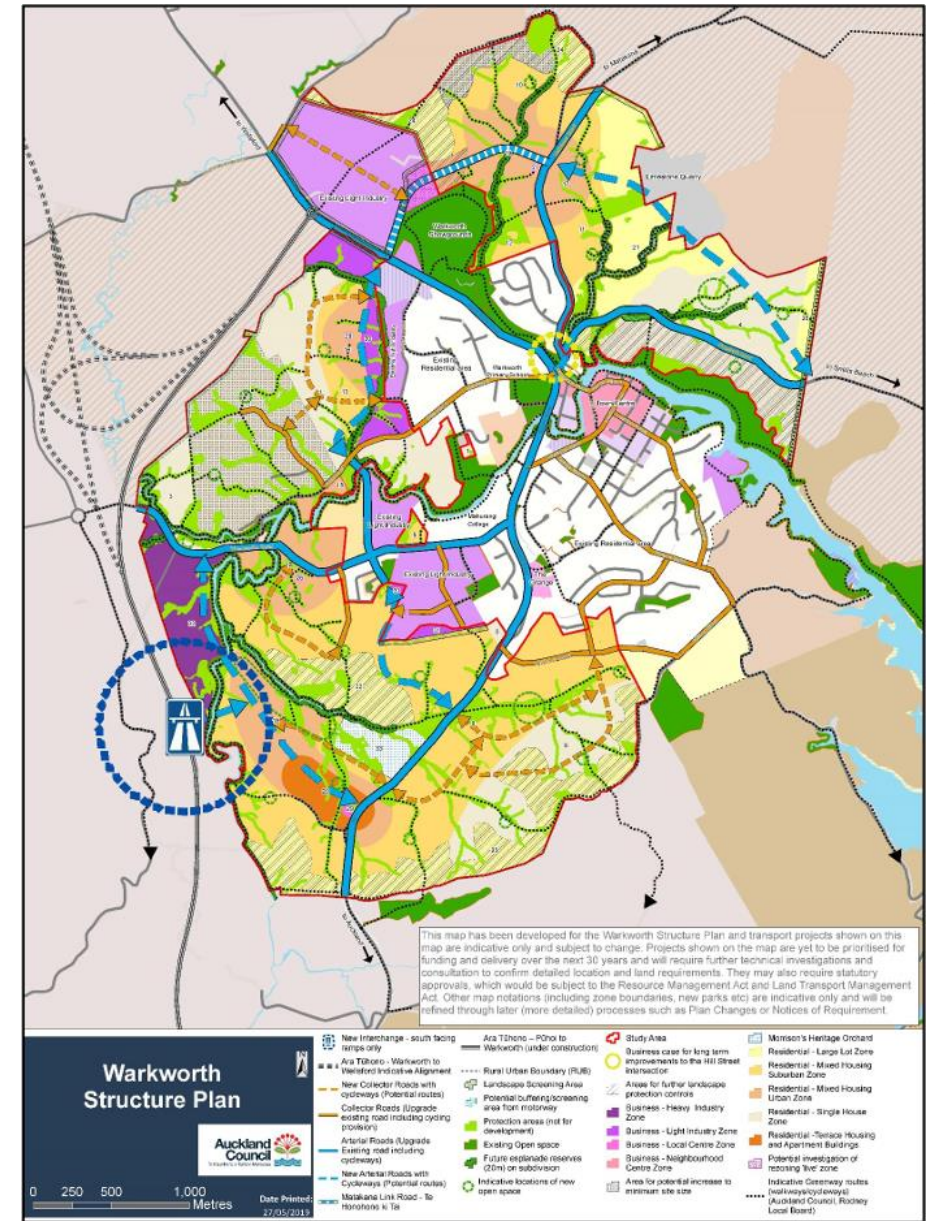 to Matakana
to Wellsford
Limestone Quarry
Existing Light Industry
Warkworth
Showgrounds
Existing
Residential area
Warkworth
Primary School
to Snells Beach
Town Centre
Existing
Light Industry
Mahurangi
College
Existing Residential Area
Existing Light Industry
The
Grange
to Auckland
This map has been developed for the Warkworth Structure Plan and transport projects shown on this
map are indicative only and subject to change. Projects shown on the map are yet to be prioritised for
funding and delivery over the next 30 years and will require further technical investigations and
consultation to confirm detailed location and land requirements. They may also require statutory
approvals, which would be subject to the Resource Management Act and Land Transport Management
Act. Other map notations (including zone boundaries, new parks etc) are indicative only and will be
refined through later (more detailed) processes such as Plan Changes or Notices of Requirement.
Warkworth
Structure Plan
Auckland
Council
0 250 500 1,000
Metres
Date Printed:
27/05/2019
New Interchange - south facing
ramps only
Ara Tūhono - Warkworth to
Wellsford Indicative Alignment
New Collector Roads with
cycleways (Potential routes)
Collector Roads (Upgrade
existing road including cycling
provision)
Arterial Roads (Upgrade
Existing road including
cycleways)
New Arterial Roads with
Cycleways (Potential routes)
Matakana Link Road - Te
Honohono ki Tai
Ara Tūhono – Pūhoi to
Warkworth (under construction)
Rural Urban Boundary (RUB)
Landscape Screening Area
Potential buffering/screening
area from motorway
Protection areas (not for
development)
Existing Open space
Future esplanade reserves
(20m) on subdivision
Indicative locations of new
open space
Study Area
Business case for long term
improvements to the Hill Street
intersection
Areas for further landscape
protection controls
Business - Heavy Industry
Zone
Business - Light Industry Zone
Business - Local Centre Zone
Business - Neighbourhood
Centre Zone
Area for potential increase to
minimum site size
Morrison's Heritage Orchard
Residential - Large Lot Zone
Residential - Mixed Housing
Suburban Zone
Residential - Mixed Housing
Urban Zone
Residential - Single House
Zone
Residential -Terrace Housing
and Apartment Buildings
Potential investigation of
rezoning 'live' zone
Indicative Greenway routes
(walkways/cycleways)
(Auckland Council, Rodney
Local Board)